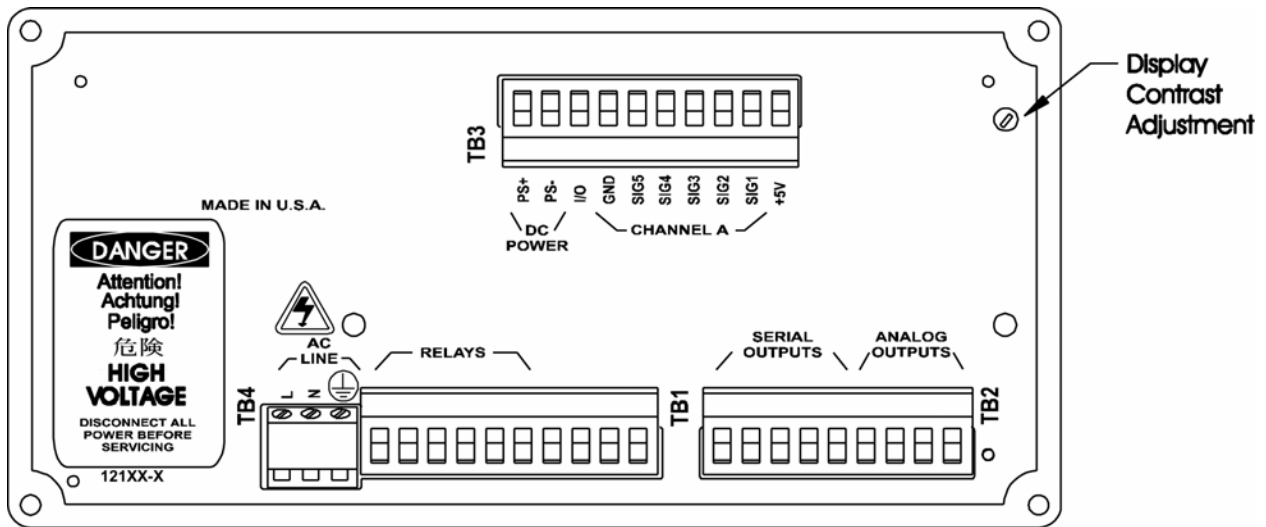 Display
Contrast
Adjustment
TB3
PS+
PS-
I/O
GND
SIG5
SIG4
SIG3
SIG2
SIG1
+5V
DC
POWER
CHANNEL A
MADE IN U.S.A.
DANGER
Attention!
Achtung!
Peligro!
危険
HIGH
VOLTAGE
DISCONNECT ALL
POWER BEFORE
SERVICING
121XX-X
AC
LINE
L
N
TB4
RELAYS
TB1
SERIAL
OUTPUTS
ANALOG
OUTPUTS
TB2